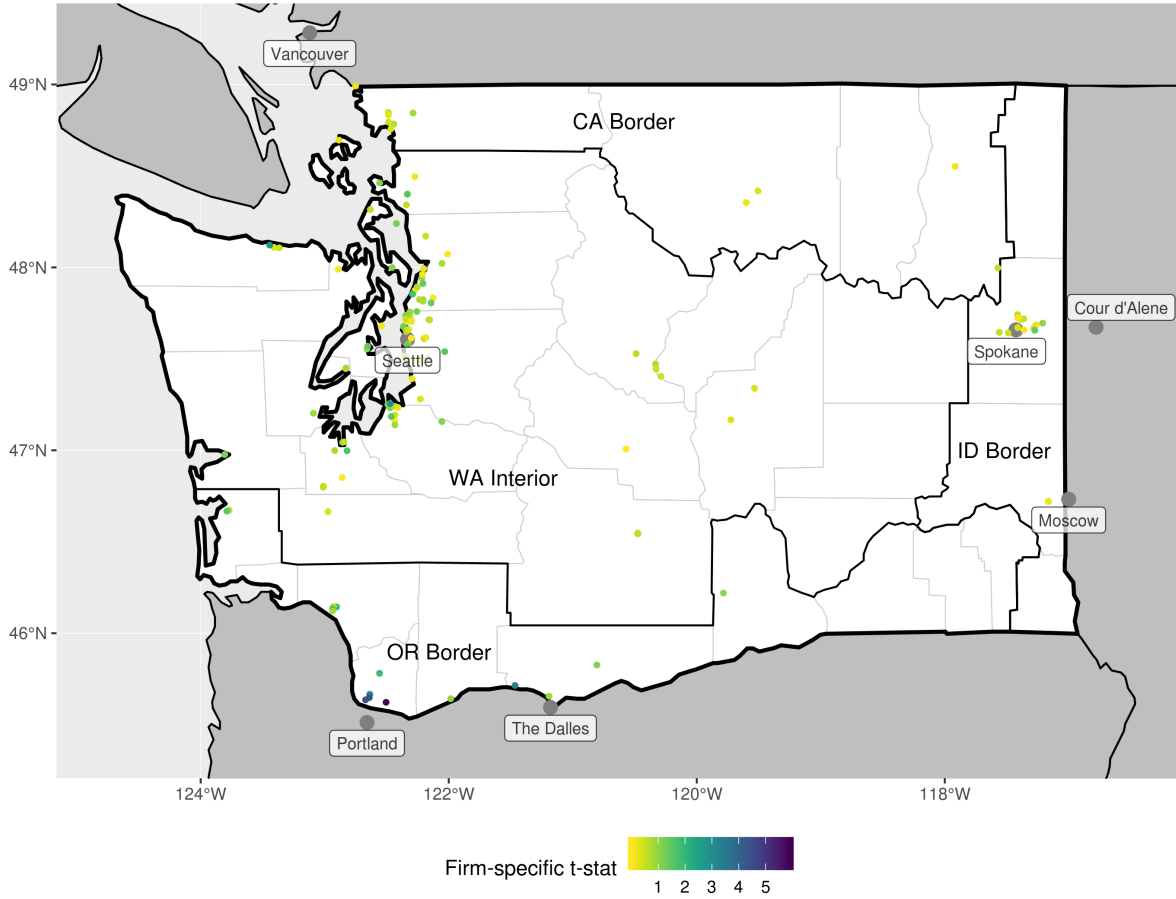 Vancouver
49°N
CA Border
48°N
Cour d'Alene
Spokane
Seattle
47°N
ID Border
WA Interior
Moscow
46°N
OR Border
The Dalles
Portland
124°W
122°W
120°W
118°W
Firm-specific t-stat
1 2 3 4 5